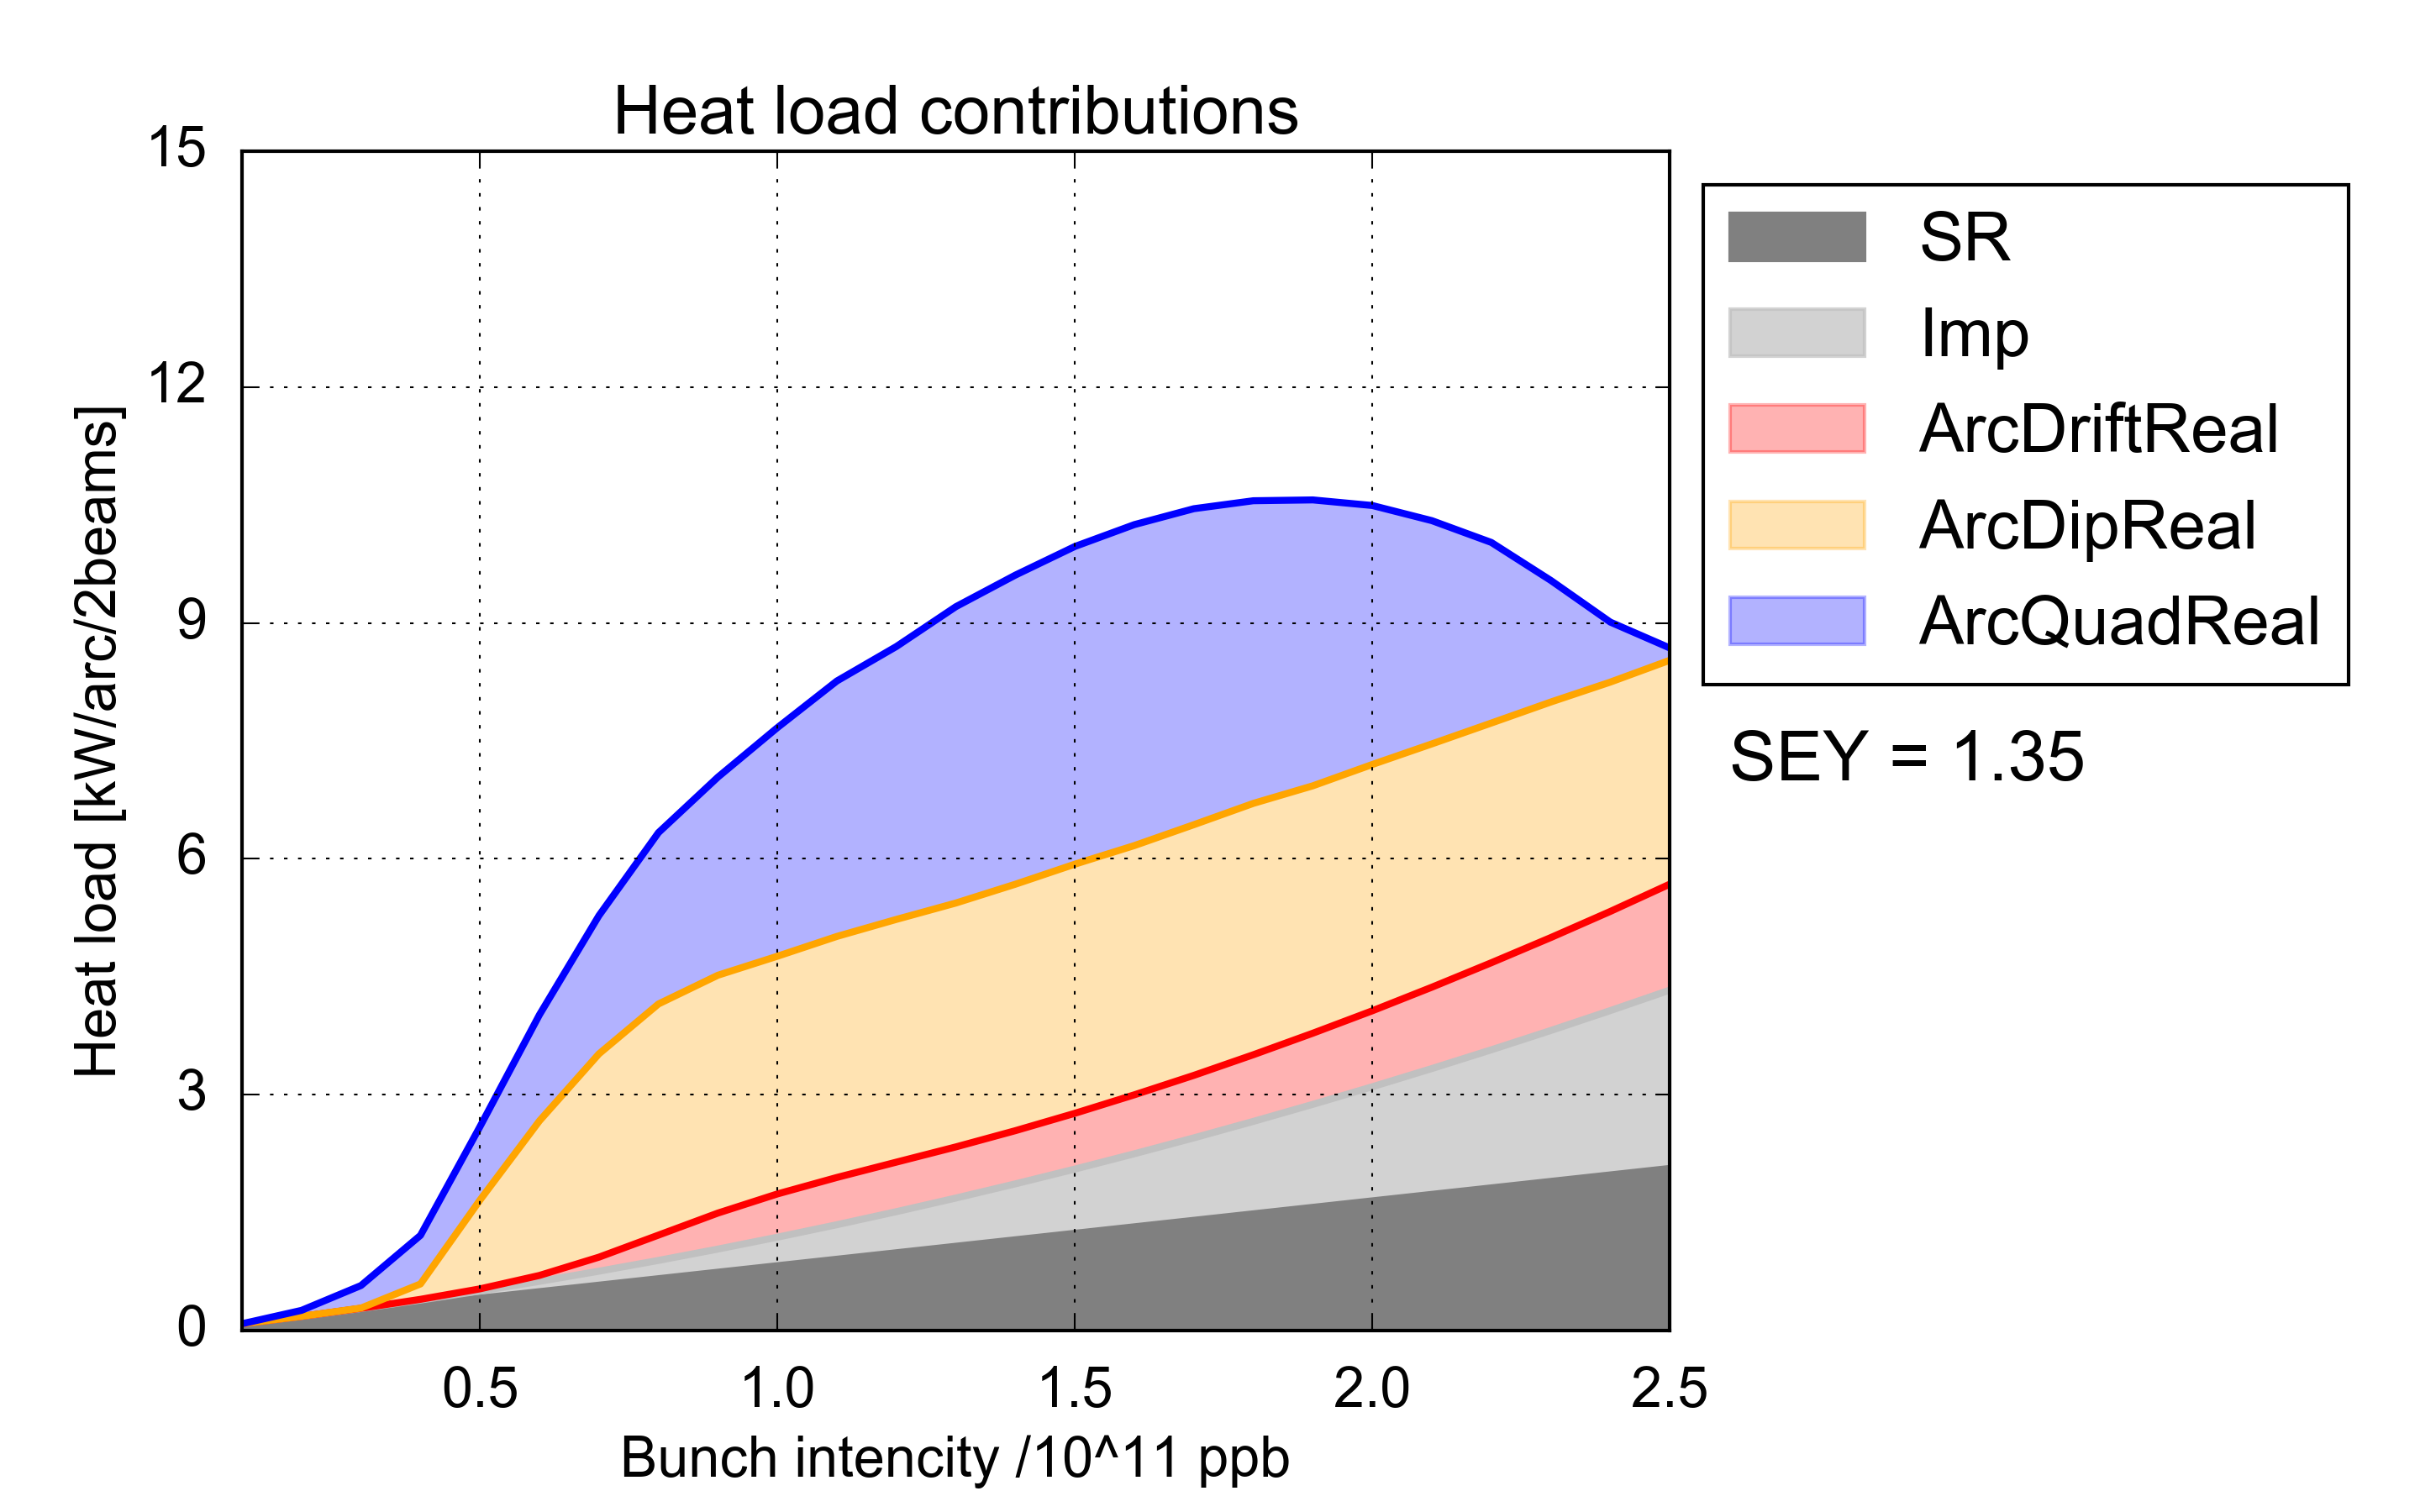 Heat load contributions
15
12
9
6
3
0
Heat load [kW/arc/2beams]
0.5 1.0 1.5 2.0 2.5
Bunch intencity /10^11 ppb
SR
Imp
ArcDriftReal
ArcDipReal
ArcQuadReal
SEY = 1.35